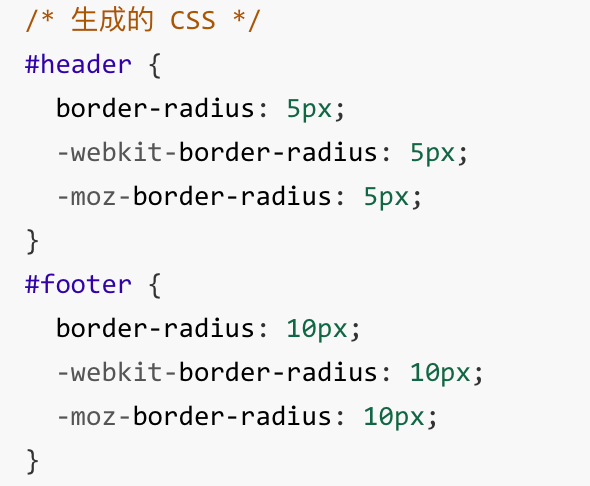 /* 生成的 CSS */
#header {
  border-radius: 5px;
  -webkit-border-radius: 5px;
  -moz-border-radius: 5px;
}
#footer {
  border-radius: 10px;
  -webkit-border-radius: 10px;
  -moz-border-radius: 10px;
}